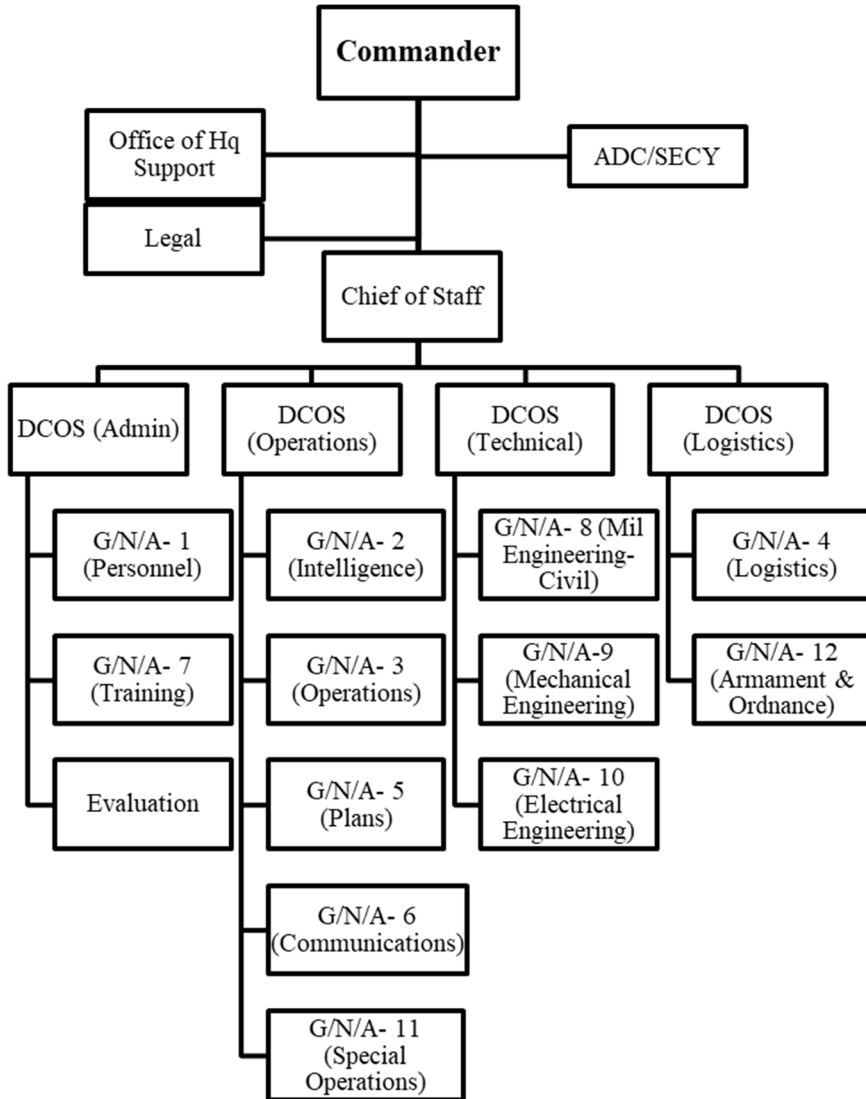 Commander
Office of Hq
Support
ADC/SECY
Legal
Chief of Staff
DCOS (Admin)
DCOS
(Operations)
DCOS
(Technical)
DCOS
(Logistics)
G/N/A- 1
(Personnel)
G/N/A- 2
(Intelligence)
G/N/A- 8 (Mil
Engineering-
Civil)
G/N/A- 4
(Logistics)
G/N/A- 7
(Training)
G/N/A- 3
(Operations)
G/N/A-9
(Mechanical
Engineering)
G/N/A- 12
(Armament &
Ordnance)
Evaluation
G/N/A- 5
(Plans)
G/N/A- 10
(Electrical
Engineering)
G/N/A- 6
(Communications)
G/N/A- 11
(Special
Operations)